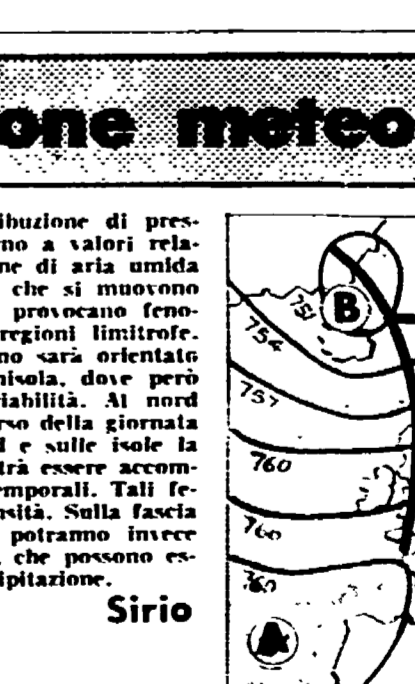 one meteo
ibuzione di pres-
no a valori rela-
ne di aria umida
che si muovono
provocano feno-
regioni limitrofe.
no sarà orientato
nisola, dove però
iabilità. Al nord
rso della giornata
d e sulle isole la
trà essere accom-
emporali. Tali fe-
nsità. Sulla fascia
potranno invece
, che possono es-
ipitazione.
Sirio
B
751
754
757
760
760
A